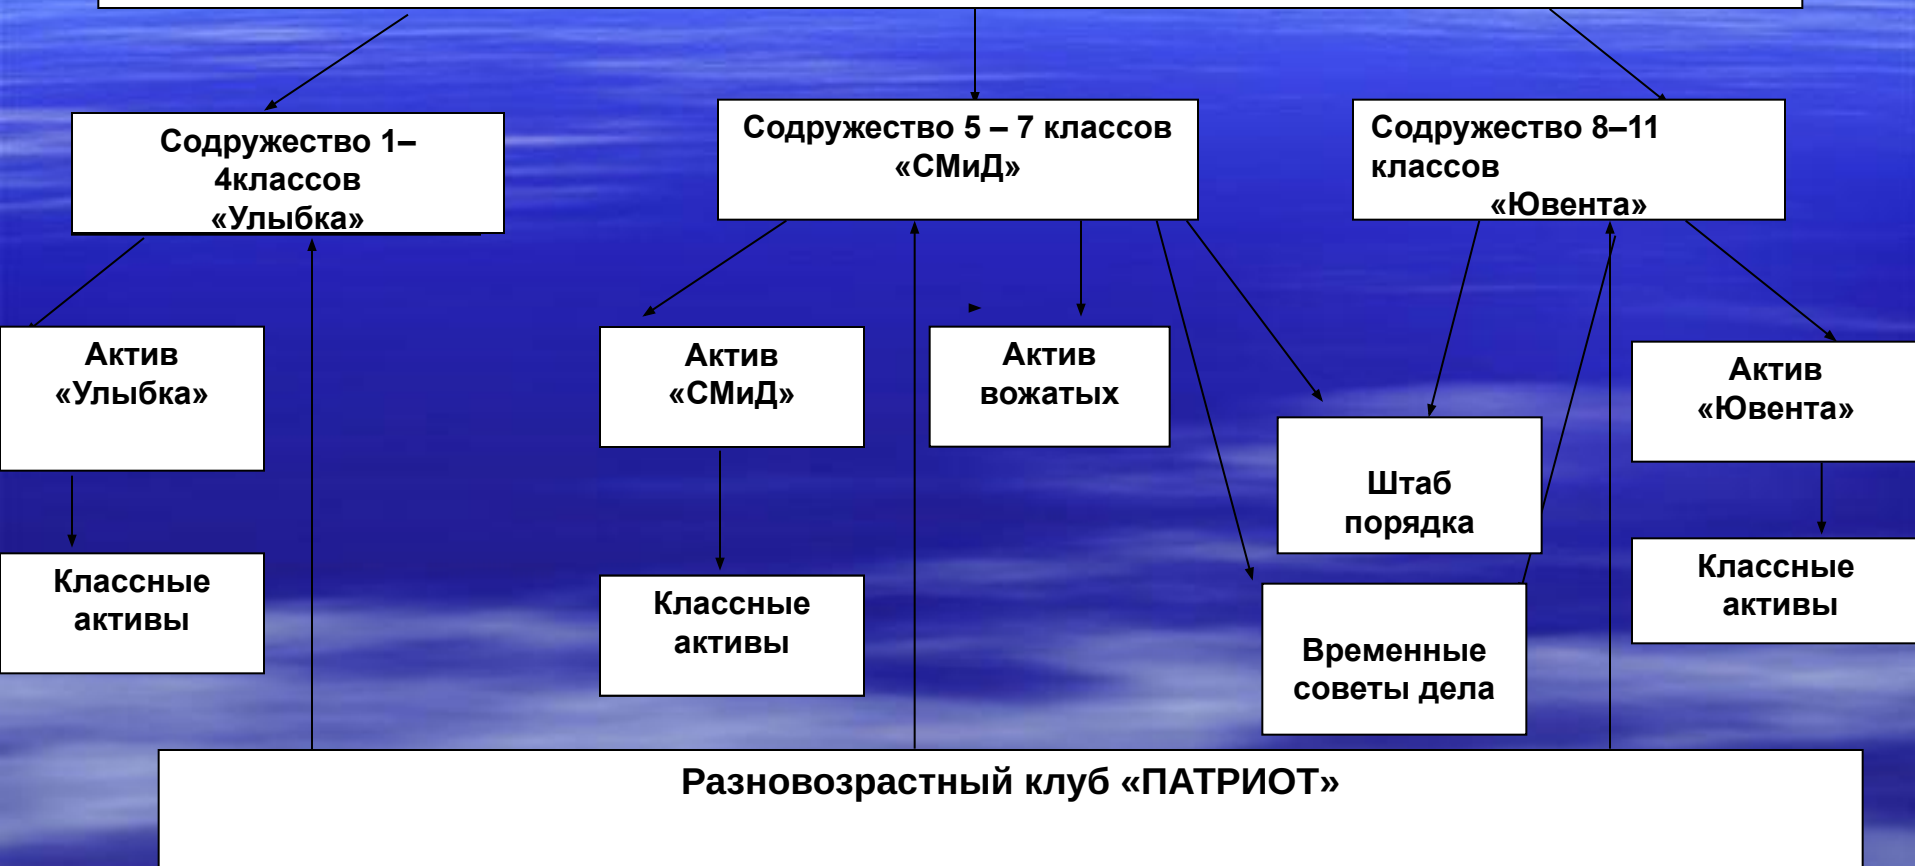 Содружество 1–
4классов
«Улыбка»
Содружество 5 – 7 классов
«СМиД»
Содружество 8–11
классов
«Ювента»
Актив
«Улыбка»
Актив
«СМиД»
Актив
вожатых
Штаб
порядка
Актив
«Ювента»
Классные
активы
Классные
активы
Временные
советы дела
Классные
активы
Разновозрастный клуб «ПАТРИОТ»